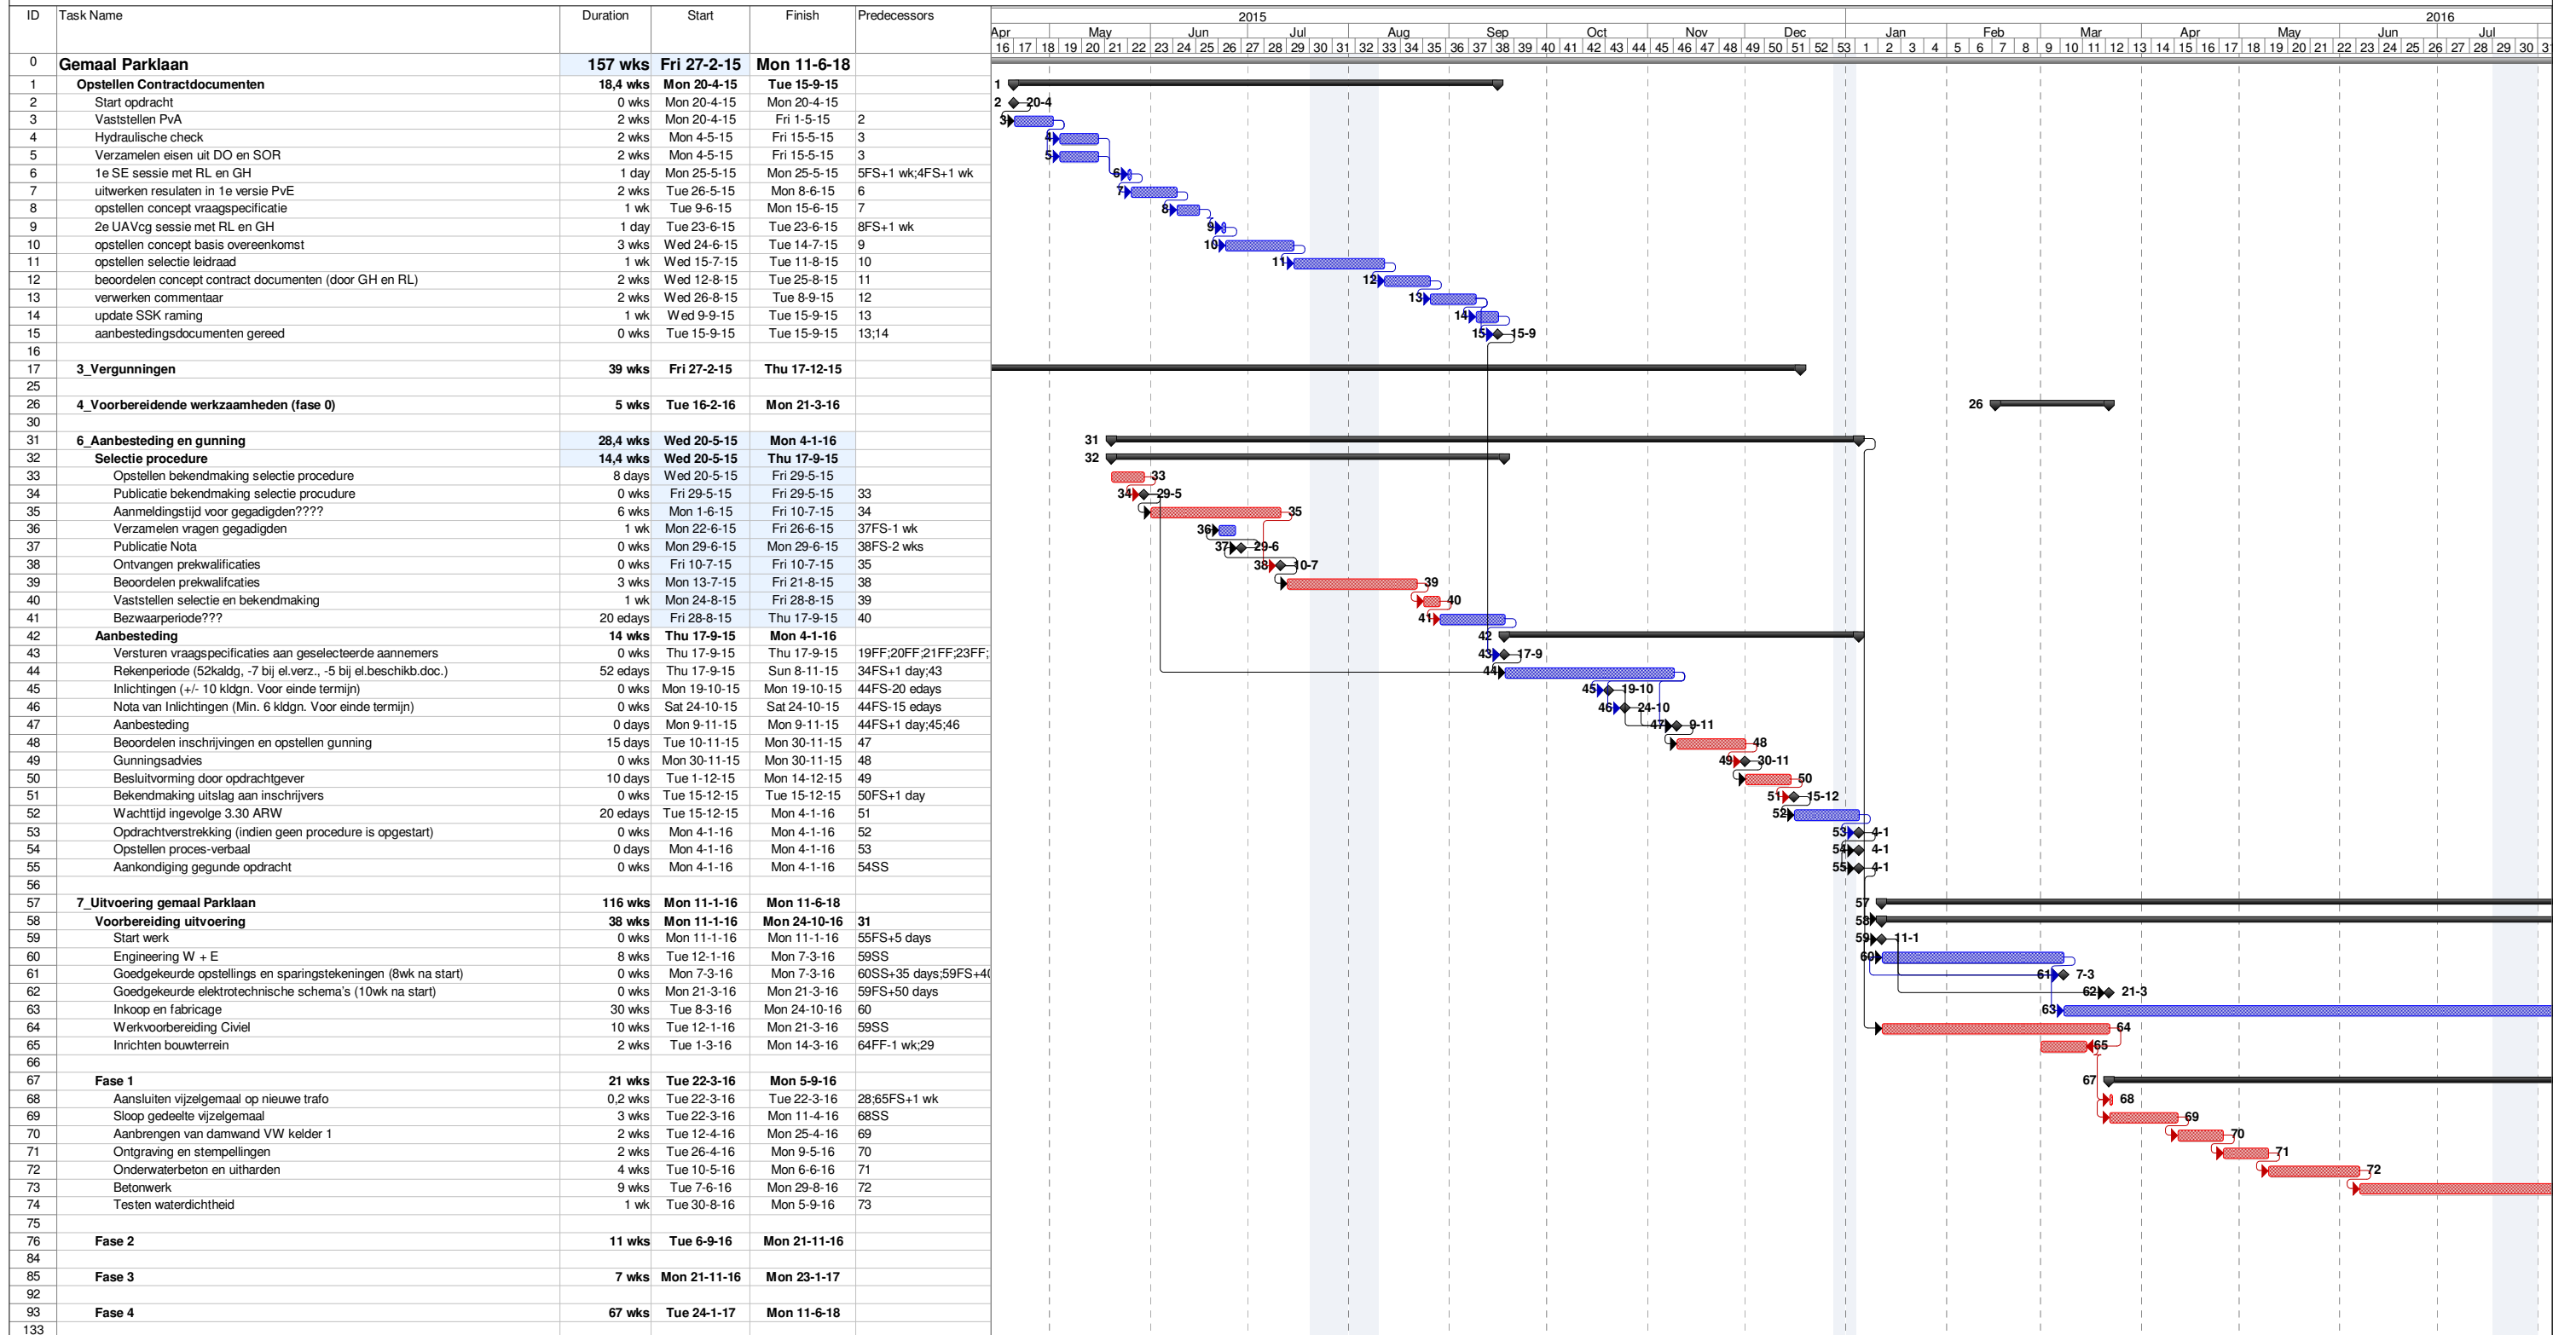 ID Task Name Duration Start Finish Predecessors
2015 2016
Apr May Jun Jul Aug Sep Oct Nov Dec Jan Feb Mar Apr May Jun Jul
16 17 18 19 20 21 22 23 24 25 26 27 28 29 30 31 32 33 34 35 36 37 38 39 40 41 42 43 44 45 46 47 48 49 50 51 52 53 1 2 3 4 5 6 7 8 9 10 11 12 13 14 15 16 17 18 19 20 21 22 23 24 25 26 27 28 29 30 31
0 Gemaal Parklaan 157 wks Fri 27-2-15 Mon 11-6-18
1 Opstellen Contractdocumenten 18,4 wks Mon 20-4-15 Tue 15-9-15 1
2 Start opdracht 0 wks Mon 20-4-15 Mon 20-4-15 2 20-4
3 Vaststellen PvA 2 wks Mon 20-4-15 Fri 1-5-15 2 3
4 Hydraulische check 2 wks Mon 4-5-15 Fri 15-5-15 3 4
5 Verzamelen eisen uit DO en SOR 2 wks Mon 4-5-15 Fri 15-5-15 3 5
6 1e SE sessie met RL en GH 1 day Mon 25-5-15 Mon 25-5-15 5FS+1 wk;4FS+1 wk 6
7 uitwerken resulaten in 1e versie PvE 2 wks Tue 26-5-15 Mon 8-6-15 6 7
8 opstellen concept vraagspecificatie 1 wk Tue 9-6-15 Mon 15-6-15 7 8
9 2e UAVcg sessie met RL en GH 1 day Tue 23-6-15 Tue 23-6-15 8FS+1 wk 9
10 opstellen concept basis overeenkomst 3 wks Wed 24-6-15 Tue 14-7-15 9 10
11 opstellen selectie leidraad 1 wk Wed 15-7-15 Tue 11-8-15 10 11
12 beoordelen concept contract documenten (door GH en RL) 2 wks Wed 12-8-15 Tue 25-8-15 11 12
13 verwerken commentaar 2 wks Wed 26-8-15 Tue 8-9-15 12 13
14 update SSK raming 1 wk Wed 9-9-15 Tue 15-9-15 13 14
15 aanbestedingsdocumenten gereed 0 wks Tue 15-9-15 Tue 15-9-15 13;14 15 15-9
16
17 3_Vergunningen 39 wks Fri 27-2-15 Thu 17-12-15
25
26 4_Voorbereidende werkzaamheden (fase 0) 5 wks Tue 16-2-16 Mon 21-3-16 26
30
31 6_Aanbesteding en gunning 28,4 wks Wed 20-5-15 Mon 4-1-16 31
32 Selectie procedure 14,4 wks Wed 20-5-15 Thu 17-9-15 32
33 Opstellen bekendmaking selectie procedure 8 days Wed 20-5-15 Fri 29-5-15 33
34 Publicatie bekendmaking selectie procudure 0 wks Fri 29-5-15 Fri 29-5-15 33 34 29-5
35 Aanmeldingstijd voor gegadigden???? 6 wks Mon 1-6-15 Fri 10-7-15 34 35
36 Verzamelen vragen gegadigden 1 wk Mon 22-6-15 Fri 26-6-15 37FS-1 wk 36
37 Publicatie Nota 0 wks Mon 29-6-15 Mon 29-6-15 38FS-2 wks 37 29-6
38 Ontvangen prekwalificaties 0 wks Fri 10-7-15 Fri 10-7-15 35 38 10-7
39 Beoordelen prekwalifcaties 3 wks Mon 13-7-15 Fri 21-8-15 38 39
40 Vaststellen selectie en bekendmaking 1 wk Mon 24-8-15 Fri 28-8-15 39 40
41 Bezwaarperiode??? 20 edays Fri 28-8-15 Thu 17-9-15 40 41
42 Aanbesteding 14 wks Thu 17-9-15 Mon 4-1-16 42
43 Versturen vraagspecificaties aan geselecteerde aannemers 0 wks Thu 17-9-15 Thu 17-9-15 19FF;20FF;21FF;23FF; 43 17-9
44 Rekenperiode (52kaldg, -7 bij el.verz., -5 bij el.beschikb.doc.) 52 edays Thu 17-9-15 Sun 8-11-15 34FS+1 day;43 44
45 Inlichtingen (+/- 10 kldgn. Voor einde termijn) 0 wks Mon 19-10-15 Mon 19-10-15 44FS-20 edays 45 19-10
46 Nota van Inlichtingen (Min. 6 kldgn. Voor einde termijn) 0 wks Sat 24-10-15 Sat 24-10-15 44FS-15 edays 46 24-10
47 Aanbesteding 0 days Mon 9-11-15 Mon 9-11-15 44FS+1 day;45;46 47 9-11
48 Beoordelen inschrijvingen en opstellen gunning 15 days Tue 10-11-15 Mon 30-11-15 47 48
49 Gunningsadvies 0 wks Mon 30-11-15 Mon 30-11-15 48 49 30-11
50 Besluitvorming door opdrachtgever 10 days Tue 1-12-15 Mon 14-12-15 49 50
51 Bekendmaking uitslag aan inschrijvers 0 wks Tue 15-12-15 Tue 15-12-15 50FS+1 day 51 15-12
52 Wachttijd ingevolge 3.30 ARW 20 edays Tue 15-12-15 Mon 4-1-16 51 52
53 Opdrachtverstrekking (indien geen procedure is opgestart) 0 wks Mon 4-1-16 Mon 4-1-16 52 53 4-1
54 Opstellen proces-verbaal 0 days Mon 4-1-16 Mon 4-1-16 53 54 4-1
55 Aankondiging gegunde opdracht 0 wks Mon 4-1-16 Mon 4-1-16 54SS 55 4-1
56
57 7_Uitvoering gemaal Parklaan 116 wks Mon 11-1-16 Mon 11-6-18 57
58 Voorbereiding uitvoering 38 wks Mon 11-1-16 Mon 24-10-16 31 58
59 Start werk 0 wks Mon 11-1-16 Mon 11-1-16 55FS+5 days 59 11-1
60 Engineering W + E 8 wks Tue 12-1-16 Mon 7-3-16 59SS 60
61 Goedgekeurde opstellings en sparingstekeningen (8wk na start) 0 wks Mon 7-3-16 Mon 7-3-16 60SS+35 days;59FS+40 61 7-3
62 Goedgekeurde elektrotechnische schema's (10wk na start) 0 wks Mon 21-3-16 Mon 21-3-16 59FS+50 days 62 21-3
63 Inkoop en fabricage 30 wks Tue 8-3-16 Mon 24-10-16 60 63
64 Werkvoorbereiding Civiel 10 wks Tue 12-1-16 Mon 21-3-16 59SS 64
65 Inrichten bouwterrein 2 wks Tue 1-3-16 Mon 14-3-16 64FF-1 wk;29 65
66
67 Fase 1 21 wks Tue 22-3-16 Mon 5-9-16 67
68 Aansluiten vijzelgemaal op nieuwe trafo 0,2 wks Tue 22-3-16 Tue 22-3-16 28;65FS+1 wk 68
69 Sloop gedeelte vijzelgemaal 3 wks Tue 22-3-16 Mon 11-4-16 68SS 69
70 Aanbrengen van damwand VW kelder 1 2 wks Tue 12-4-16 Mon 25-4-16 69 70
71 Ontgraving en stempellingen 2 wks Tue 26-4-16 Mon 9-5-16 70 71
72 Onderwaterbeton en uitharden 4 wks Tue 10-5-16 Mon 6-6-16 71 72
73 Betonwerk 9 wks Tue 7-6-16 Mon 29-8-16 72
74 Testen waterdichtheid 1 wk Tue 30-8-16 Mon 5-9-16 73
75
76 Fase 2 11 wks Tue 6-9-16 Mon 21-11-16
84
85 Fase 3 7 wks Mon 21-11-16 Mon 23-1-17
92
93 Fase 4 67 wks Tue 24-1-17 Mon 11-6-18
133